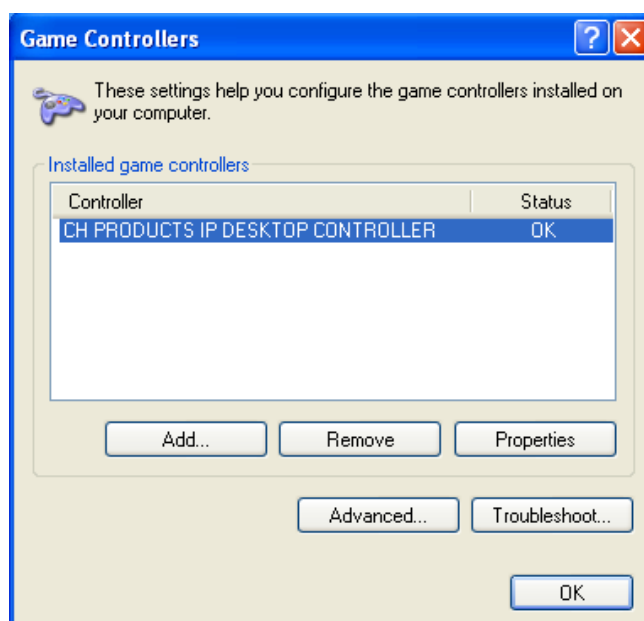 Game Controllers
These settings help you configure the game controllers installed on
your computer.
Installed game controllers
Controller Status
CH PRODUCTS IP DESKTOP CONTROLLER OK
Add... Remove Properties
Advanced... Troubleshoot...
OK